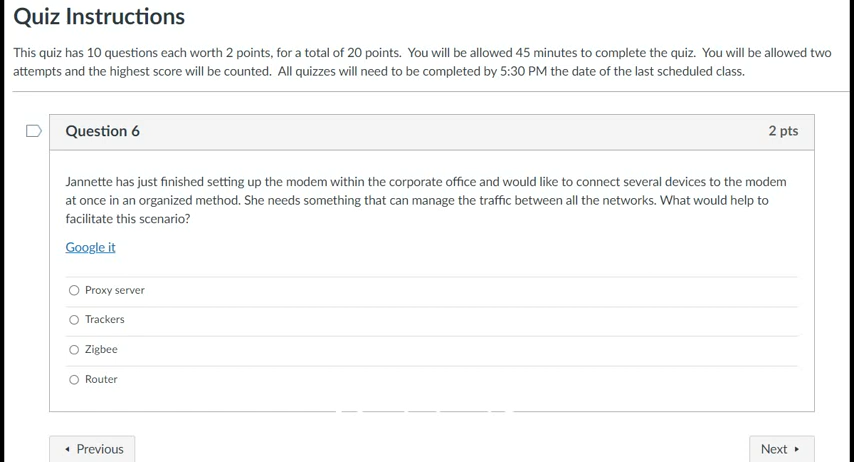 Quiz Instructions
This quiz has 10 questions each worth 2 points, for a total of 20 points.  You will be allowed 45 minutes to complete the quiz.  You will be allowed two
attempts and the highest score will be counted.  All quizzes will need to be completed by 5:30 PM the date of the last scheduled class.
Question 6
2 pts
Jannette has just finished setting up the modem within the corporate office and would like to connect several devices to the modem
at once in an organized method. She needs something that can manage the traffic between all the networks. What would help to
facilitate this scenario?
Google it
Proxy server
Trackers
Zigbee
Router
Previous
Next